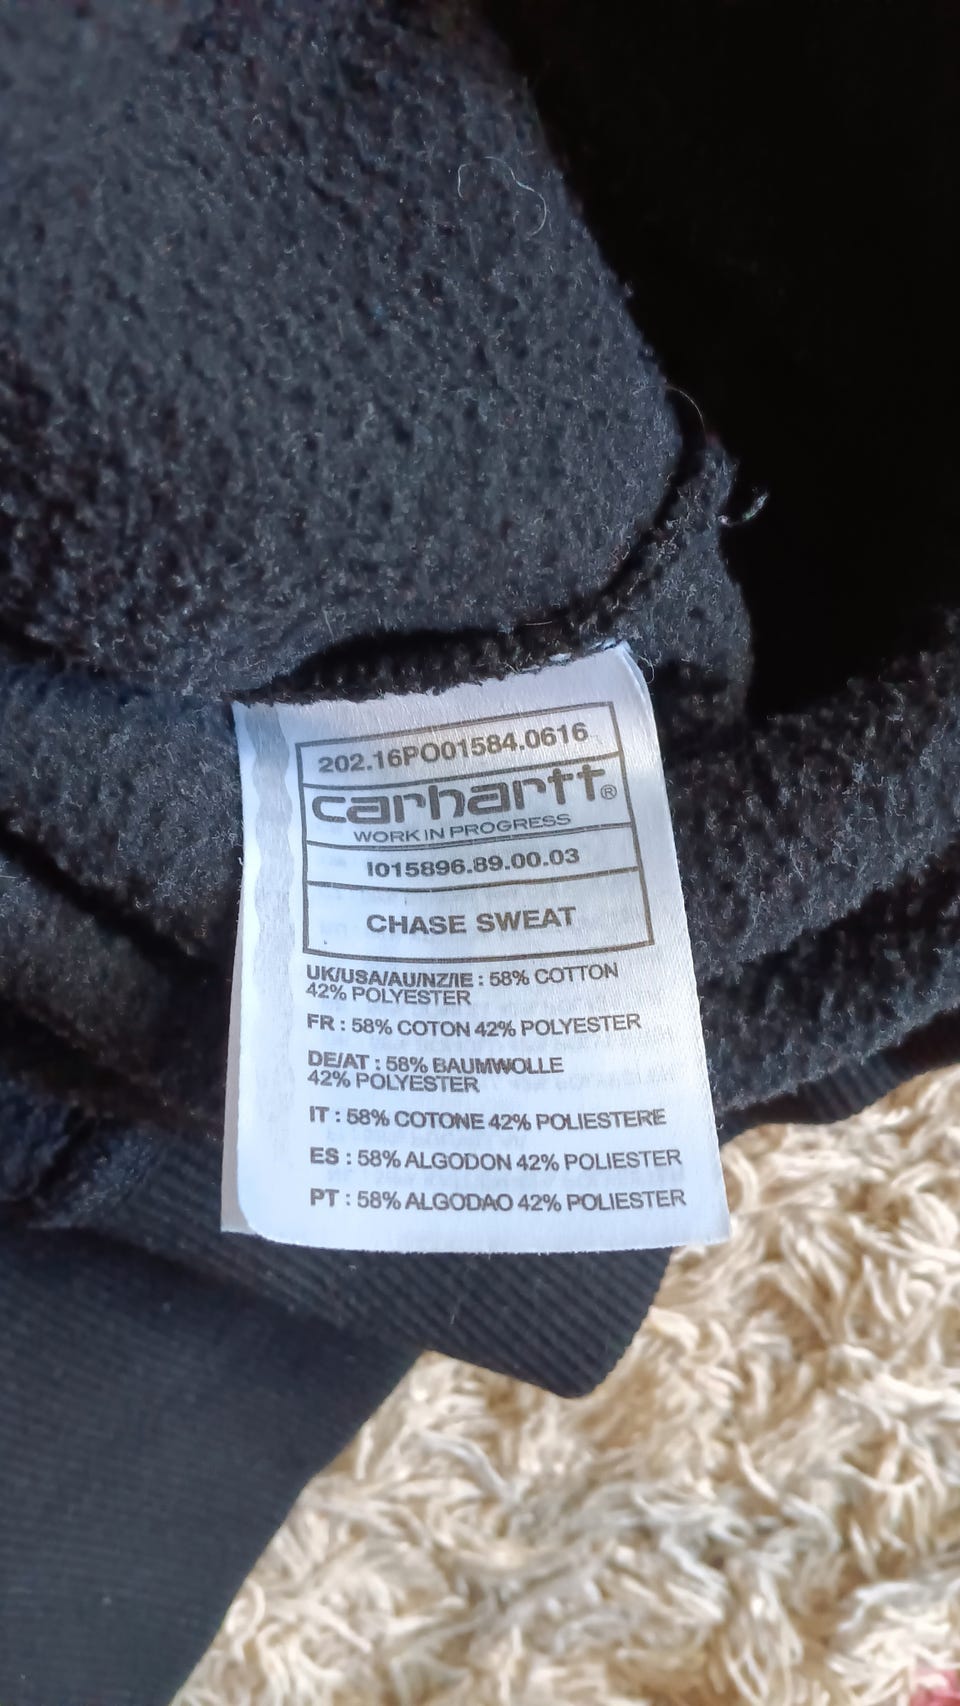 202.16PO01584.0616
carhartt®
WORK IN PROGRESS
I015896.89.00.03
CHASE SWEAT
UK/USA/AU/NZ/IE : 58% COTTON
42% POLYESTER
FR : 58% COTON 42% POLYESTER
DE/AT : 58% BAUMWOLLE
42% POLYESTER
IT : 58% COTONE 42% POLIESTERE
ES : 58% ALGODON 42% POLIESTER
PT : 58% ALGODAO 42% POLIESTER